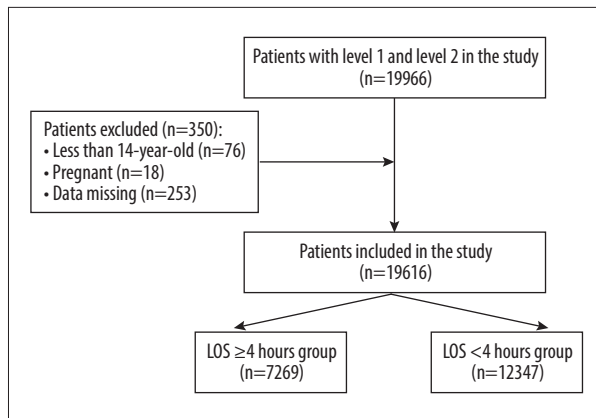 Patients with level 1 and level 2 in the study
(n=19966)
Patients excluded (n=350):
• Less than 14-year-old (n=76)
• Pregnant (n=18)
• Data missing (n=253)
Patients included in the study
(n=19616)
LOS ≥4 hours group
(n=7269)
LOS <4 hours group
(n=12347)